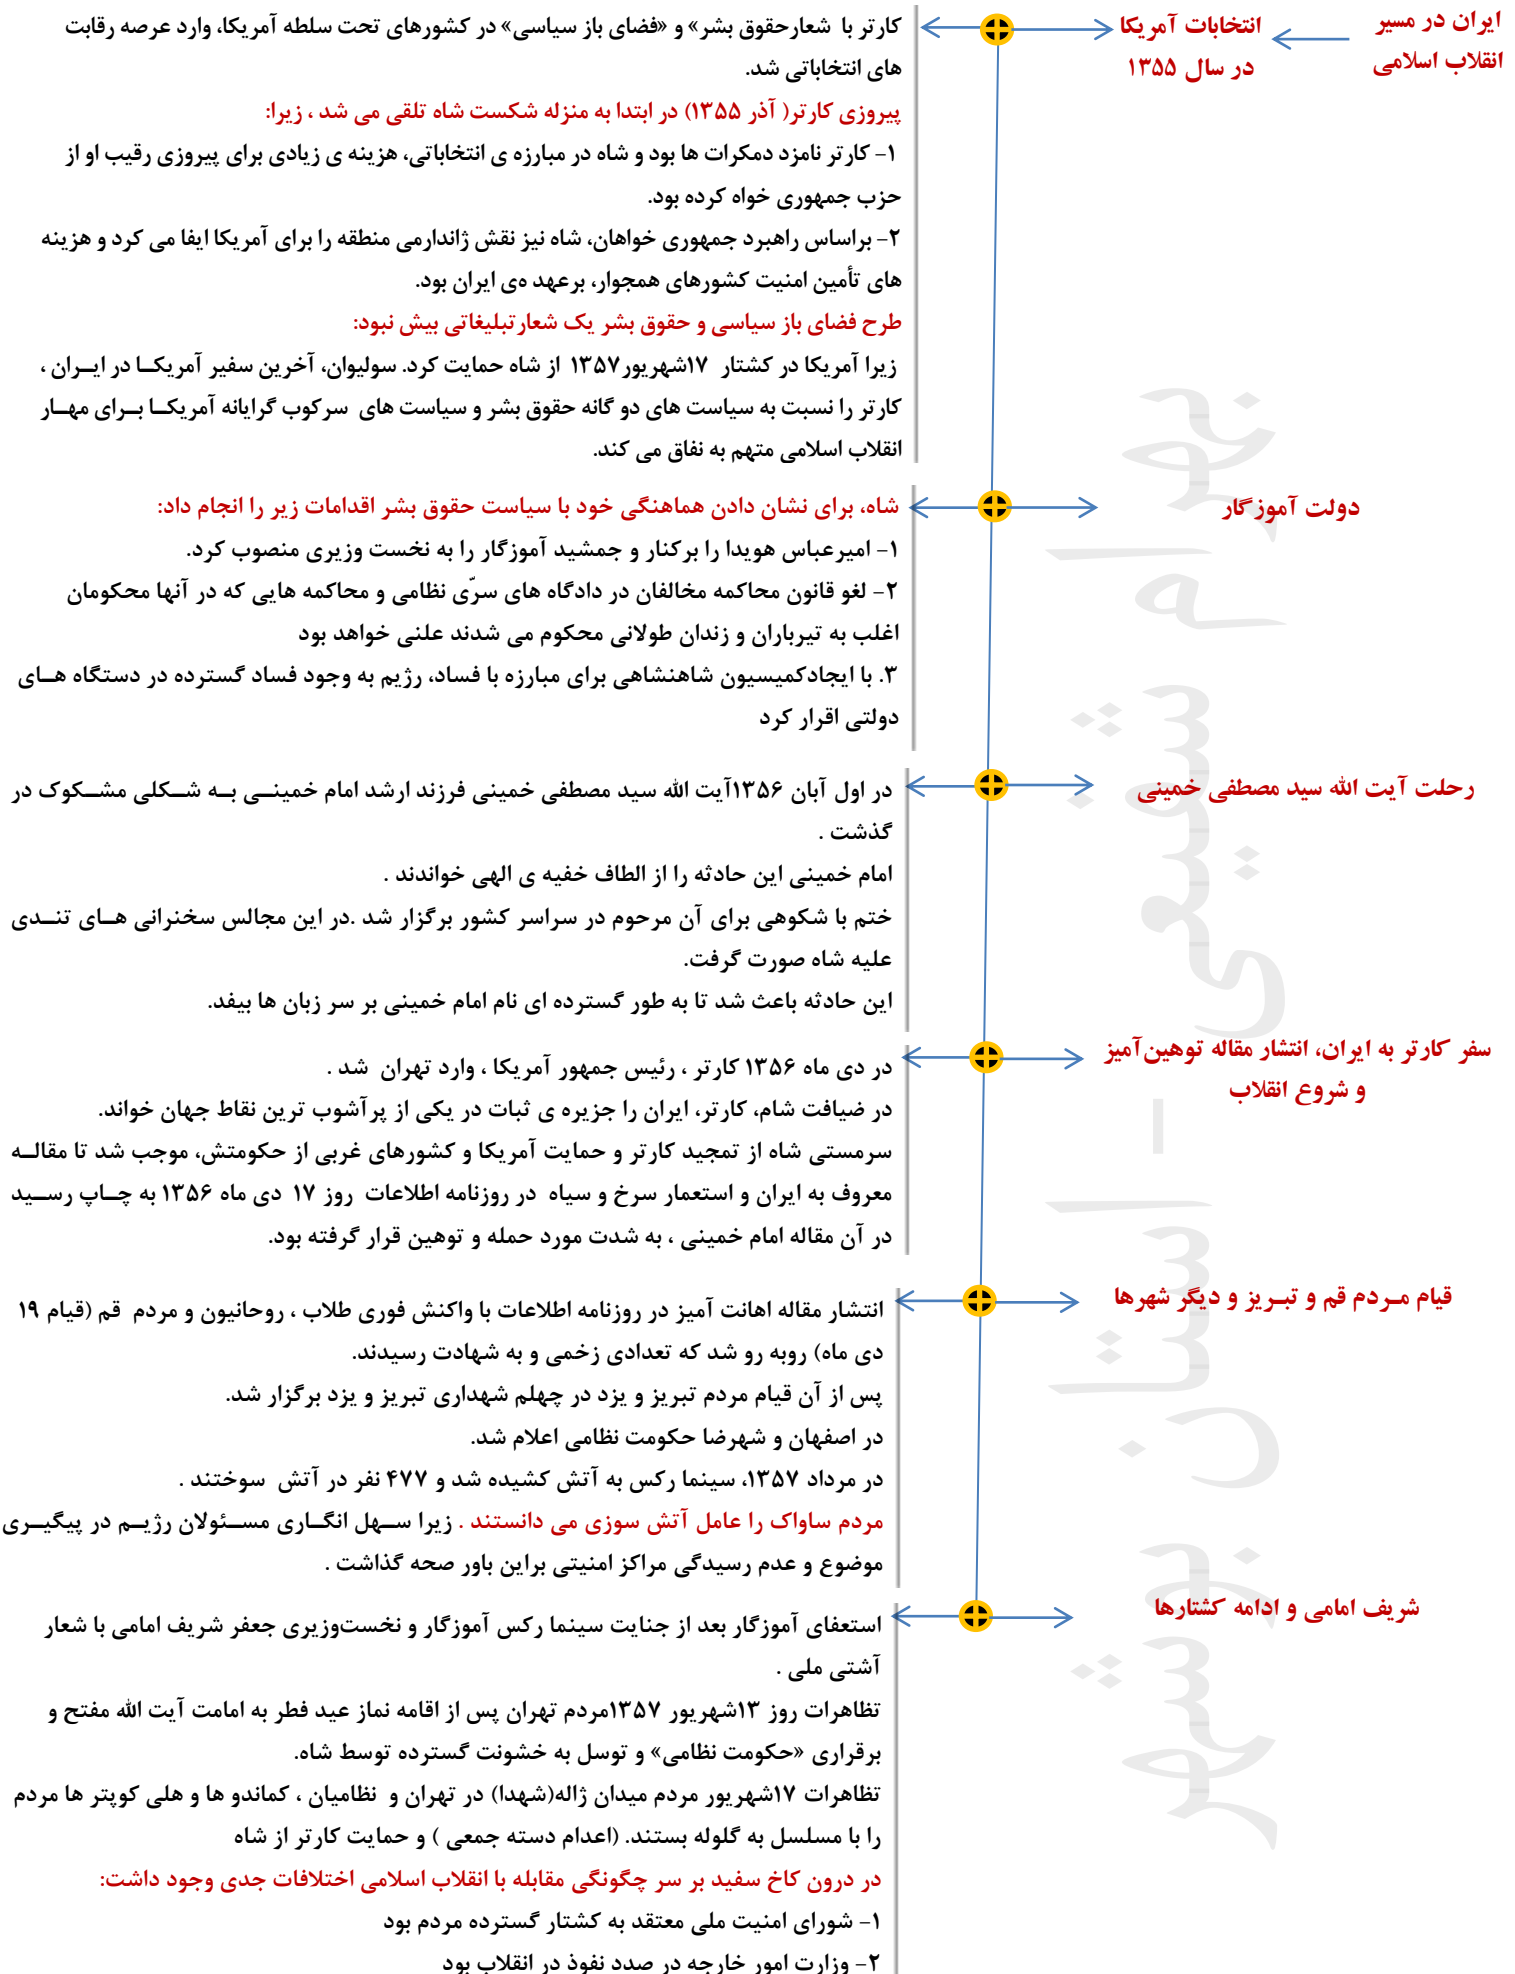 ایران در مسیر
انقلاب اسلامی
انتخابات آمریکا
در سال ۱۳۵۵
کارتر با شعارحقوق بشر» و «فضای باز سیاسی» در کشورهای تحت سلطه آمریکا، وارد عرصه رقابت
های انتخاباتی شد.
پیروزی کارتر( آذر ۱۳۵۵) در ابتدا به منزله شکست شاه تلقی می شد ، زیرا:
۱- کارتر نامزد دمکرات ها بود و شاه در مبارزه ی انتخاباتی، هزینه ی زیادی برای پیروزی رقیب او از
حزب جمهوری خواه کرده بود.
۲- براساس راهبرد جمهوری خواهان، شاه نیز نقش ژاندارمی منطقه را برای آمریکا ایفا می کرد و هزینه
های تأمین امنیت کشورهای همجوار، برعهد ه‌ی ایران بود.
طرح فضای باز سیاسی و حقوق بشر یک شعارتبلیغاتی بیش نبود:
زیرا آمریکا در کشتار ۱۷شهریور۱۳۵۷ از شاه حمایت کرد. سولیوان، آخرین سفیر آمریکــا در ایــران ،
کارتر را نسبت به سیاست های دو گانه حقوق بشر و سیاست های سرکوب گرایانه آمریکــا بــرای مهــار
انقلاب اسلامی متهم به نفاق می کند.
دولت آموزگار
شاه، برای نشان دادن هماهنگی خود با سیاست حقوق بشر اقدامات زیر را انجام داد:
۱- امیرعباس هویدا را برکنار و جمشید آموزگار را به نخست وزیری منصوب کرد.
۲- لغو قانون محاکمه مخالفان در دادگاه های سرّی نظامی و محاکمه هایی که در آنها محکومان
اغلب به تیرباران و زندان طولانی محکوم می شدند علنی خواهد بود
۳. با ایجادکمیسیون شاهنشاهی برای مبارزه با فساد، رژیم به وجود فساد گسترده در دستگاه هــای
دولتی اقرار کرد
رحلت آیت الله سید مصطفی خمینی
در اول آبان ۱۳۵۶آیت الله سید مصطفی خمینی فرزند ارشد امام خمینــی بــه شــکلی مشــکوک در
گذشت .
امام خمینی این حادثه را از الطاف خفیه ی الهی خواندند .
ختم با شکوهی برای آن مرحوم در سراسر کشور برگزار شد .در این مجالس سخنرانی هــای تنــدی
علیه شاه صورت گرفت.
این حادثه باعث شد تا به طور گسترده ای نام امام خمینی بر سر زبان ها بیفد.
سفر کارتر به ایران، انتشار مقاله توهین‌آمیز
و شروع انقلاب
در دی ماه ۱۳۵۶ کارتر ، رئیس جمهور آمریکا ، وارد تهران شد .
در ضیافت شام، کارتر، ایران را جزیره ی ثبات در یکی از پرآشوب ترین نقاط جهان خواند.
سرمستی شاه از تمجید کارتر و حمایت آمریکا و کشورهای غربی از حکومتش، موجب شد تا مقالــه
معروف به ایران و استعمار سرخ و سیاه در روزنامه اطلاعات روز ۱۷ دی ماه ۱۳۵۶ به چــاپ رســید
در آن مقاله امام خمینی ، به شدت مورد حمله و توهین قرار گرفته بود.
قیام مـردم قم و تبـریز و دیگر شهرها
انتشار مقاله اهانت آمیز در روزنامه اطلاعات با واکنش فوری طلاب ، روحانیون و مردم قم (قیام ۱۹
دی ماه) روبه رو شد که تعدادی زخمی و به شهادت رسیدند.
پس از آن قیام مردم تبریز و یزد در چهلم شهداری تبریز و یزد برگزار شد.
در اصفهان و شهرضا حکومت نظامی اعلام شد.
در مرداد ۱۳۵۷، سینما رکس به آتش کشیده شد و ۴۷۷ نفر در آتش سوختند .
مردم ساواک را عامل آتش سوزی می دانستند . زیرا ســهل انگــاری مســئولان رژیــم در پیگیــری
موضوع و عدم رسیدگی مراکز امنیتی براین باور صحه گذاشت .
شریف امامی و ادامه کشتارها
استعفای آموزگار بعد از جنایت سینما رکس آموزگار و نخست‌وزیری جعفر شریف امامی با شعار
آشتی ملی .
تظاهرات روز ۱۳شهریور ۱۳۵۷مردم تهران پس از اقامه نماز عید فطر به امامت آیت الله مفتح و
برقراری «حکومت نظامی» و توسل به خشونت گسترده توسط شاه.
تظاهرات ۱۷شهریور مردم میدان ژاله(شهدا) در تهران و نظامیان ، کماندو ها و هلی کوپتر ها مردم
را با مسلسل به گلوله بستند. (اعدام دسته جمعی ) و حمایت کارتر از شاه
در درون کاخ سفید بر سر چگونگی مقابله با انقلاب اسلامی اختلافات جدی وجود داشت:
۱- شورای امنیت ملی معتقد به کشتار گسترده مردم بود
۲- وزارت امور خارجه در صدد نفوذ در انقلاب بود
بهرام شفیعی - استان بوشهر